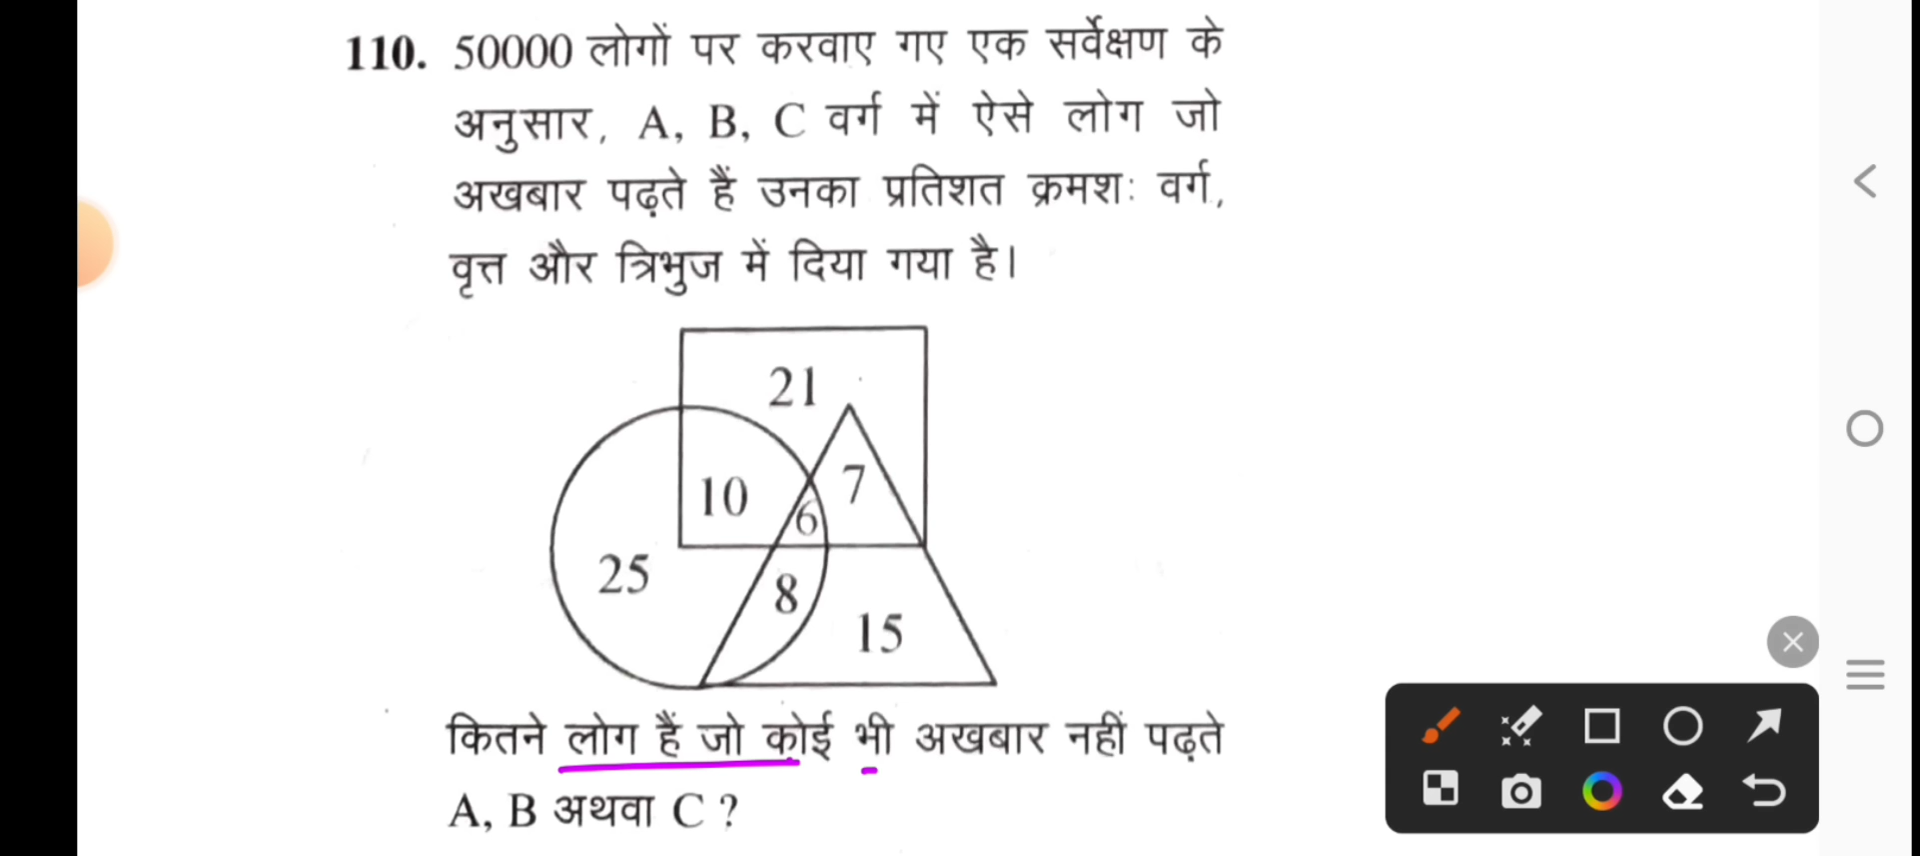 110. 50000 लोगों पर करवाए गए एक सर्वेक्षण के
अनुसार, A, B, C वर्ग में ऐसे लोग जो
अखबार पढ़ते हैं उनका प्रतिशत क्रमशः वर्ग,
वृत्त और त्रिभुज में दिया गया है।
21
10
7
6
25
8
15
कितने लोग हैं जो कोई भी अखबार नहीं पढ़ते
A, B अथवा C ?